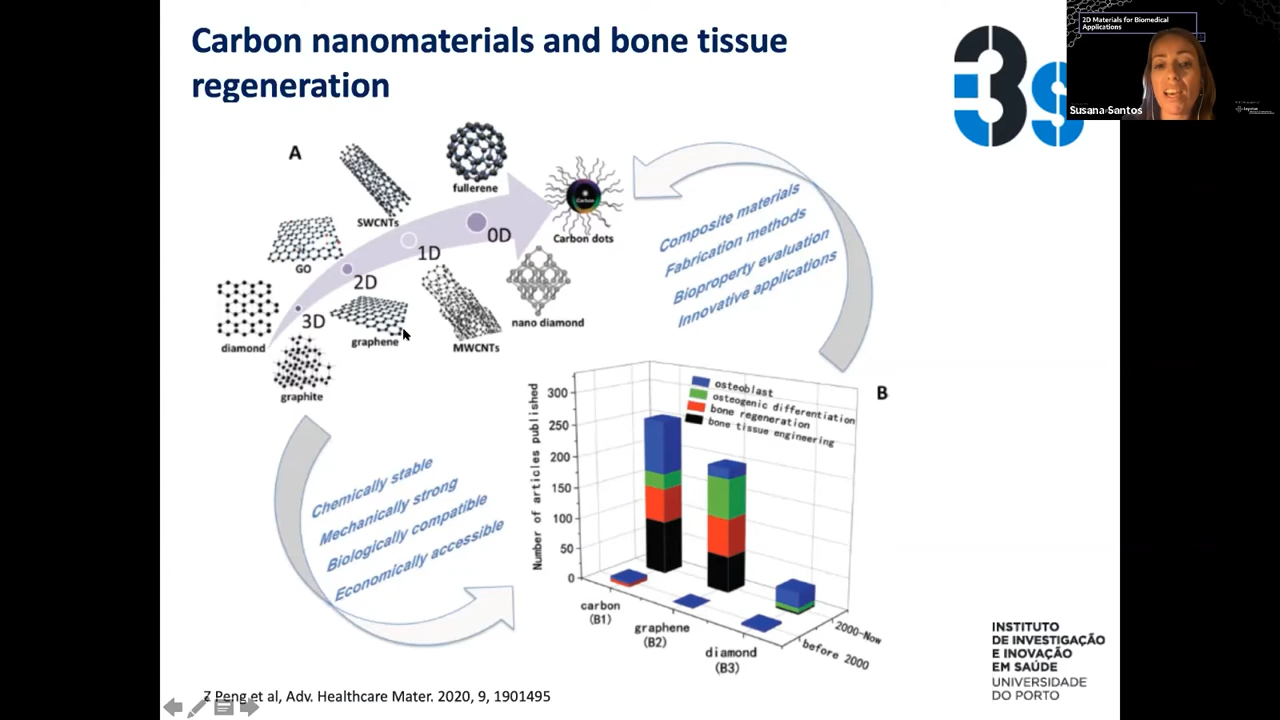 Carbon nanomaterials and bone tissue
regeneration
3s
2D Materials for Biomedical
Applications
Susana Santos
A
fullerene
SWCNTs
Carbon
Carbon dots
0D
GO
1D
2D
nano diamond
3D
graphene
diamond
MWCNTs
graphite
Composite materials
Fabrication methods
Bioproperty evaluation
Innovative applications
Chemically stable
Mechanically strong
Biologically compatible
Economically accessible
B
osteoblast
osteogenic differentiation
bone regeneration
bone tissue engineering
Number of articles published
300
250
200
150
100
50
0
carbon
(B1)
graphene
(B2)
diamond
(B3)
2000-Now
before 2000
INSTITUTO
DE INVESTIGAÇÃO
E INOVAÇÃO
EM SAÚDE
UNIVERSIDADE
DO PORTO
Z Peng et al, Adv. Healthcare Mater. 2020, 9, 1901495